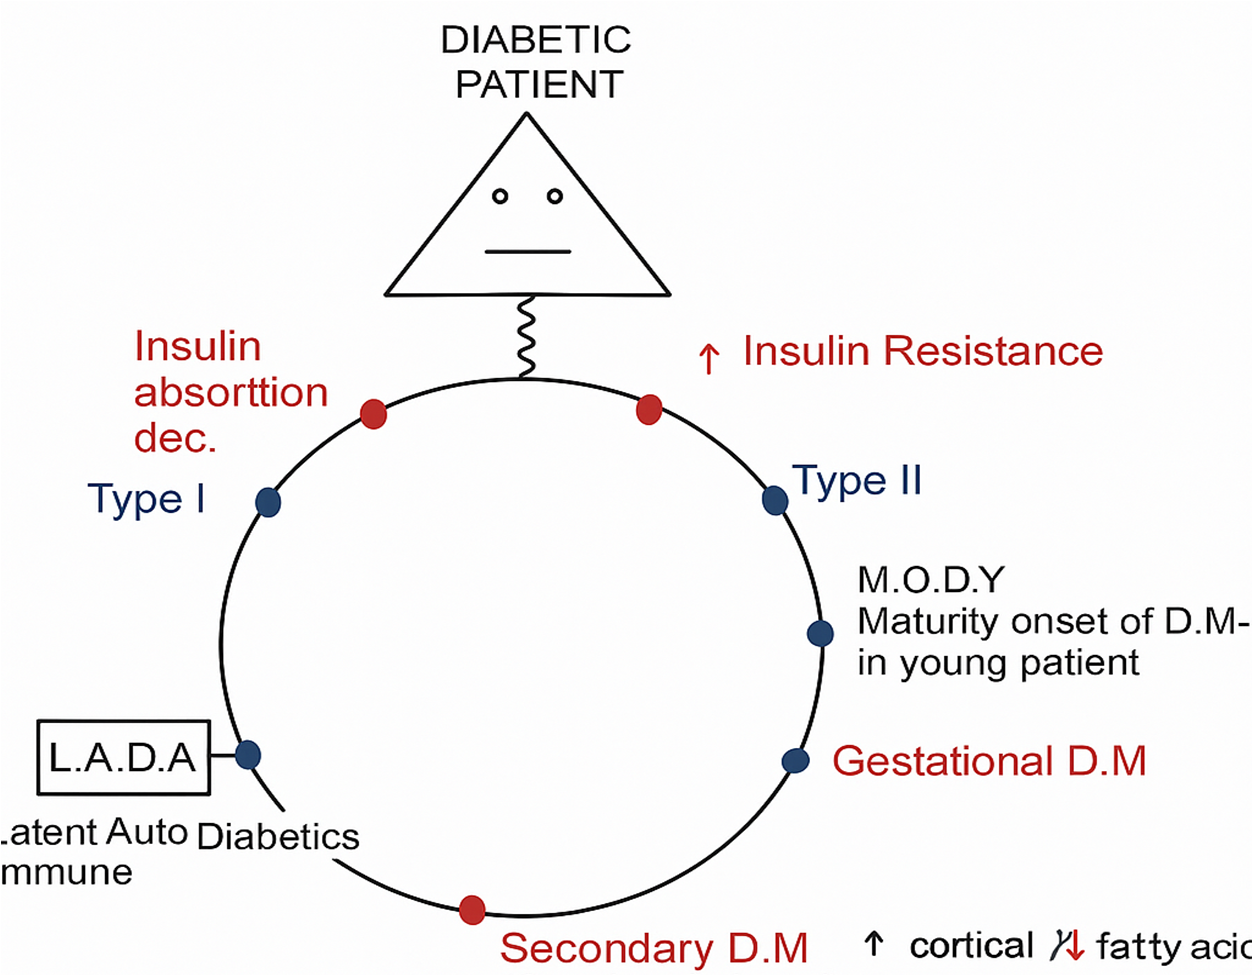 DIABETIC
PATIENT
Insulin
absorttion
dec.
↑ Insulin Resistance
Type I
Type II
M.O.D.Y
Maturity onset of D.M-
in young patient
L.A.D.A
Gestational D.M
atent Auto Diabetics
mmune
Secondary D.M
↑ cortical ↓ fatty acid